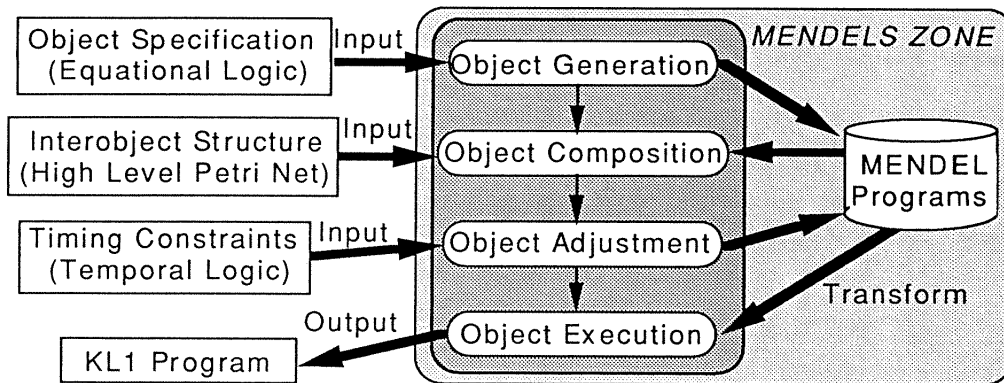 Object Specification
(Equational Logic)
Input
Object Generation
MENDELS ZONE
Interobject Structure
(High Level Petri Net)
Input
Object Composition
MENDEL
Programs
Timing Constraints
(Temporal Logic)
Input
Object Adjustment
Transform
Output
Object Execution
KL1 Program